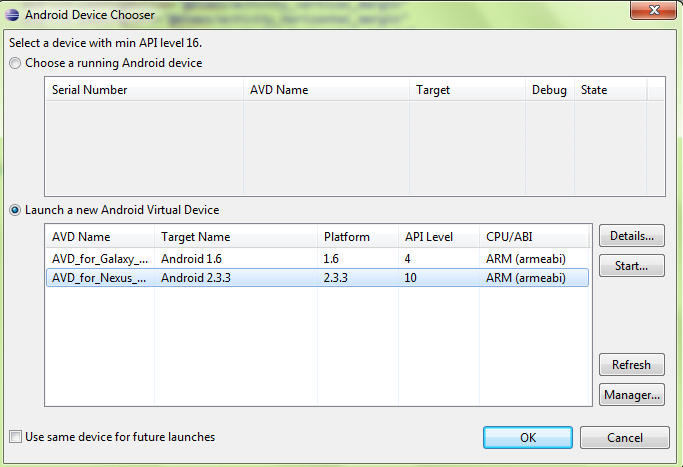 Android Device Chooser
Select a device with min API level 16.
Choose a running Android device
Serial Number AVD Name Target Debug State
Launch a new Android Virtual Device
AVD Name Target Name Platform API Level CPU/ABI
AVD_for_Galaxy_... Android 1.6 1.6 4 ARM (armeabi)
AVD_for_Nexus_... Android 2.3.3 2.3.3 10 ARM (armeabi)
Details...
Start...
Refresh
Manager...
Use same device for future launches
OK Cancel